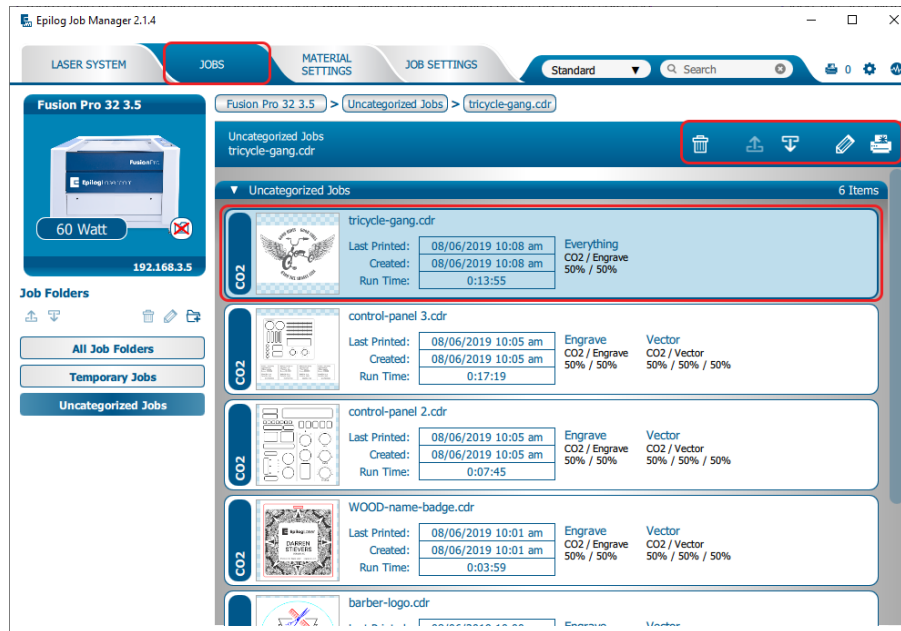 Epilog Job Manager 2.1.4
LASER SYSTEM
JOBS
MATERIAL
SETTINGS
JOB SETTINGS
Standard
Search
0
Fusion Pro 32 3.5
60 Watt
192.168.3.5
Job Folders
All Job Folders
Temporary Jobs
Uncategorized Jobs
Fusion Pro 32 3.5 > Uncategorized Jobs > tricycle-gang.cdr
Uncategorized Jobs
tricycle-gang.cdr
▼ Uncategorized Jobs 6 Items
CO2
tricycle-gang.cdr
Last Printed: 08/06/2019 10:08 am
Created: 08/06/2019 10:08 am
Run Time: 0:13:55
Everything
CO2 / Engrave
50% / 50%
CO2
control-panel 3.cdr
Last Printed: 08/06/2019 10:05 am
Created: 08/06/2019 10:05 am
Run Time: 0:17:19
Engrave
CO2 / Engrave
50% / 50%
Vector
CO2 / Vector
50% / 50% / 50%
CO2
control-panel 2.cdr
Last Printed: 08/06/2019 10:05 am
Created: 08/06/2019 10:05 am
Run Time: 0:07:45
Engrave
CO2 / Engrave
50% / 50%
Vector
CO2 / Vector
50% / 50% / 50%
CO2
DARREN
STIEVERS
WOOD-name-badge.cdr
Last Printed: 08/06/2019 10:01 am
Created: 08/06/2019 10:01 am
Run Time: 0:03:59
Engrave
CO2 / Engrave
50% / 50%
Vector
CO2 / Vector
50% / 50% / 50%
barber-logo.cdr